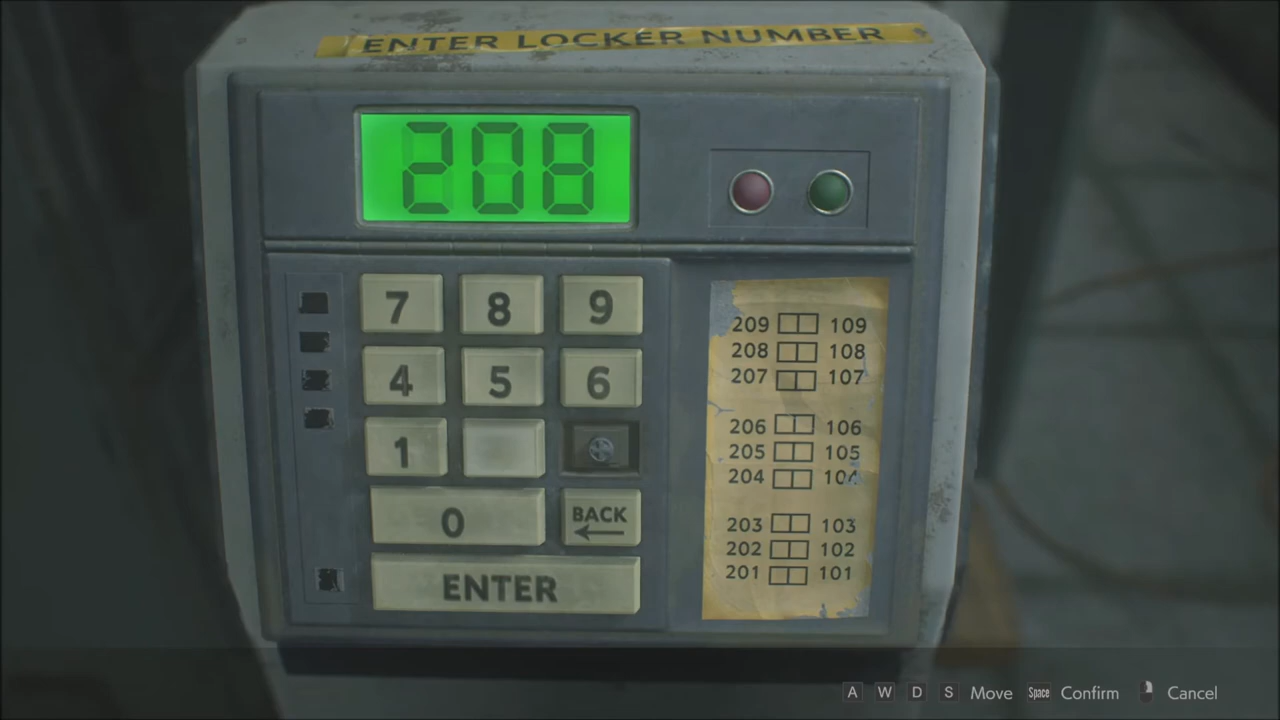 ENTER LOCKER NUMBER
208
7 8 9
4 5 6
1
0 BACK
ENTER
209 109
208 108
207 107
206 106
205 105
204 104
203 103
202 102
201 101
A W D S Move Space Confirm Cancel